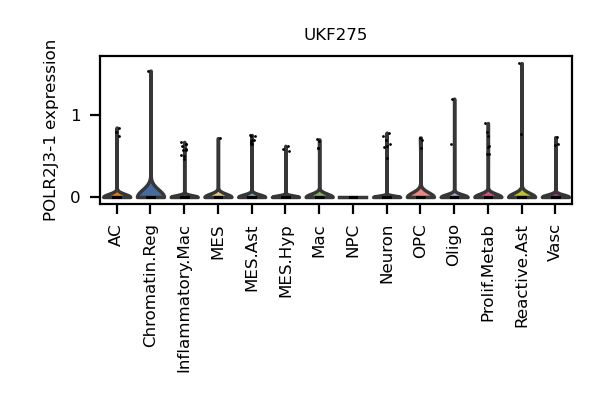 UKF275
POLR2J3-1 expression
1
0
AC
Chromatin.Reg
Inflammatory.Mac
MES
MES.Ast
MES.Hyp
Mac
NPC
Neuron
OPC
Oligo
Prolif.Metab
Reactive.Ast
Vasc